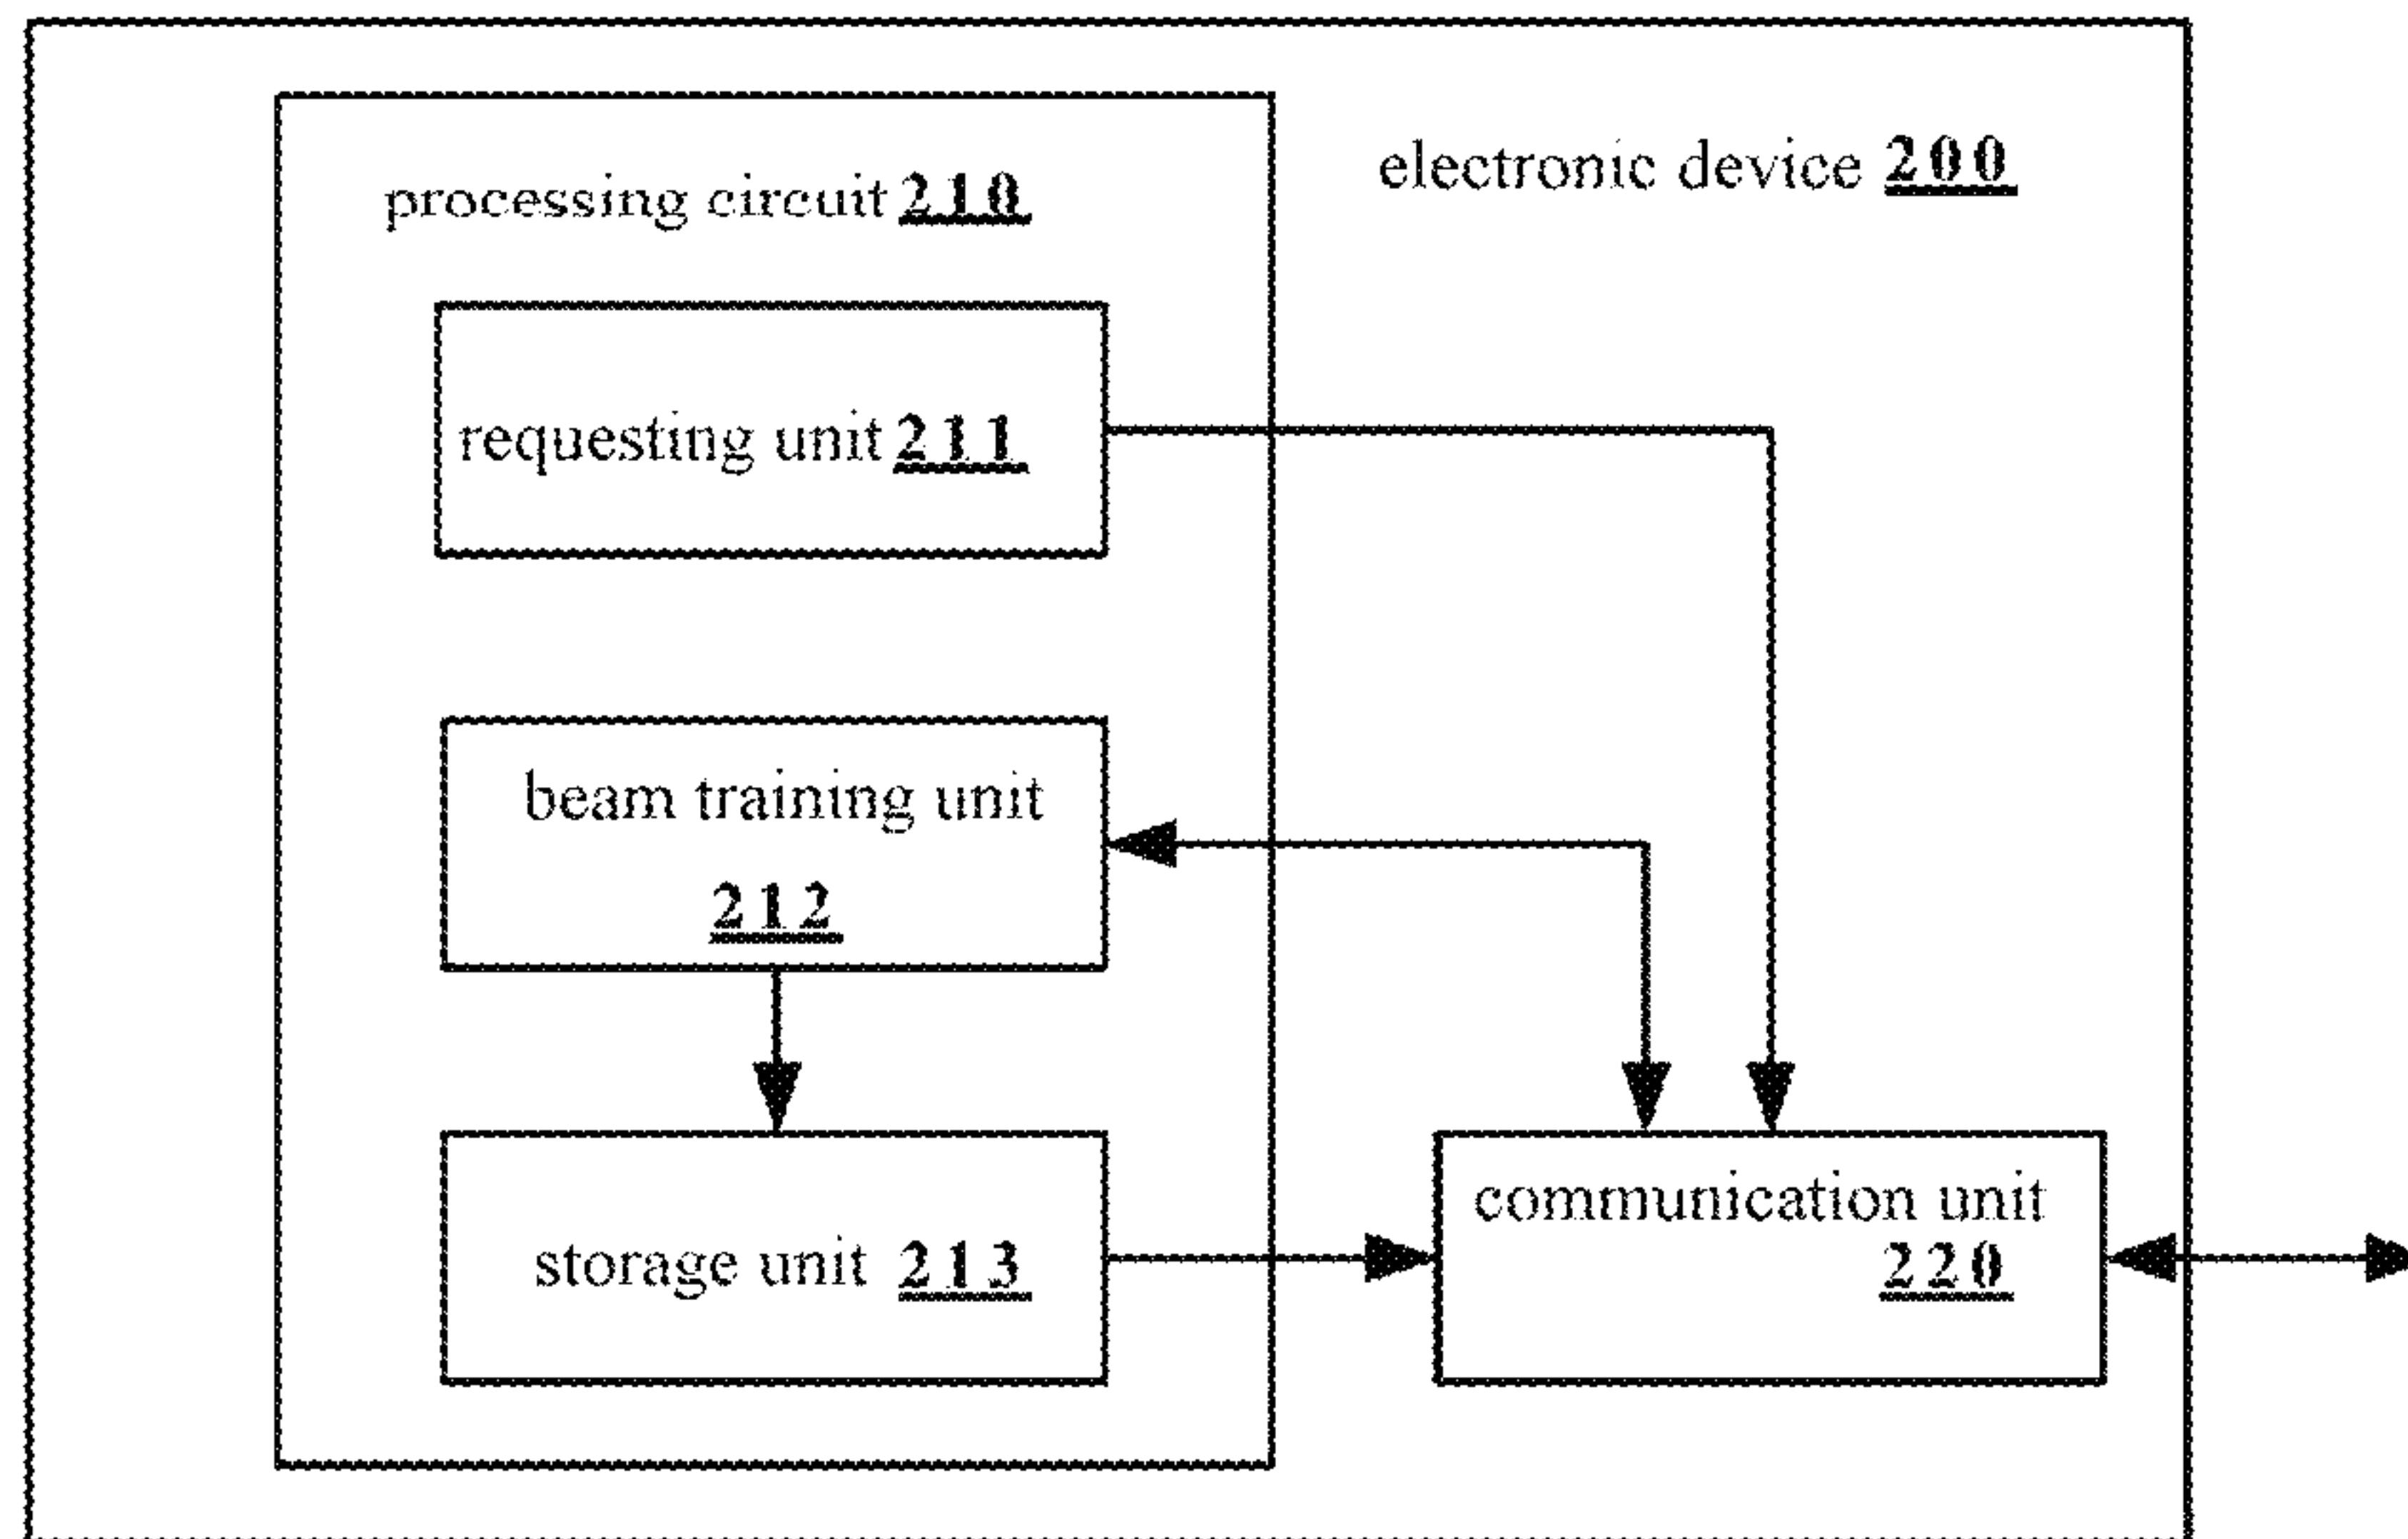 electronic device 200
processing circuit 210
requesting unit 211
beam training unit
212
storage unit 213
communication unit
220